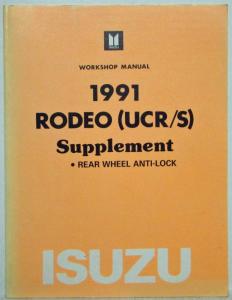 WORKSHOP MANUAL
1991
RODEO (UCR/S)
Supplement
• REAR WHEEL ANTI-LOCK
ISUZU